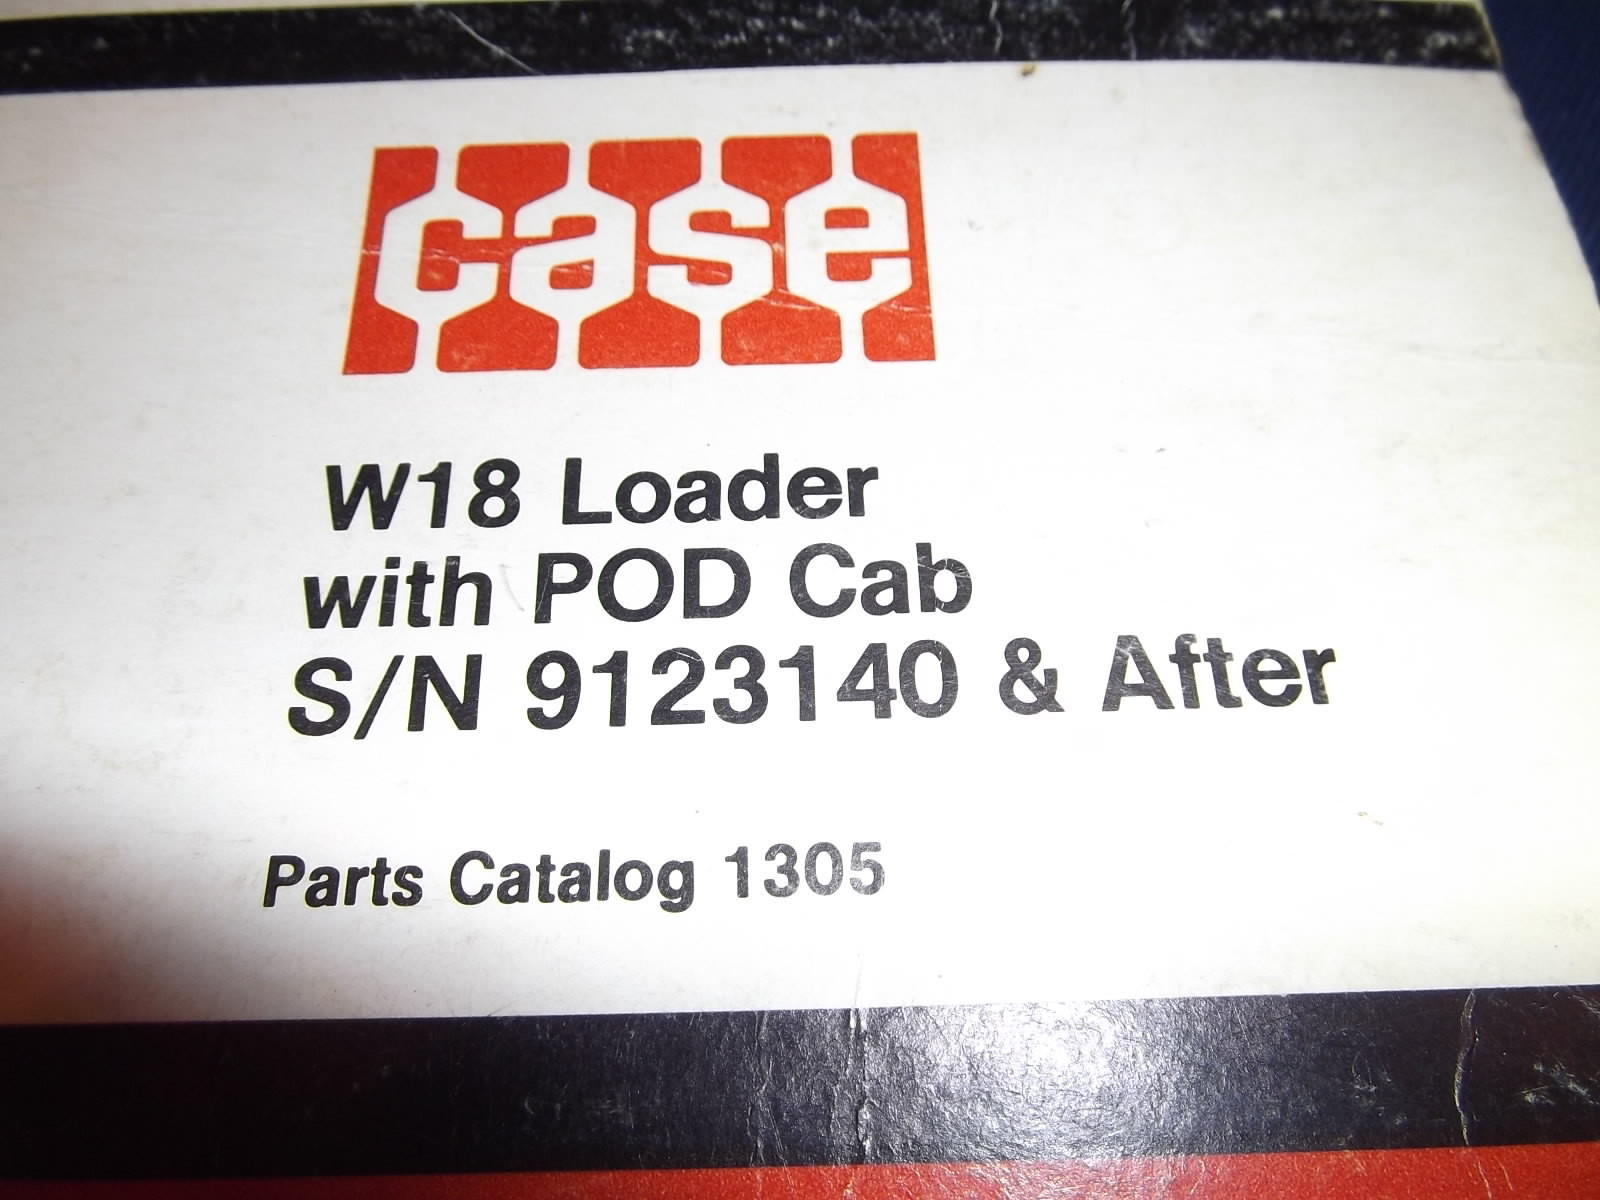 case
W18 Loader
with POD Cab
S/N 9123140 & After
Parts Catalog 1305